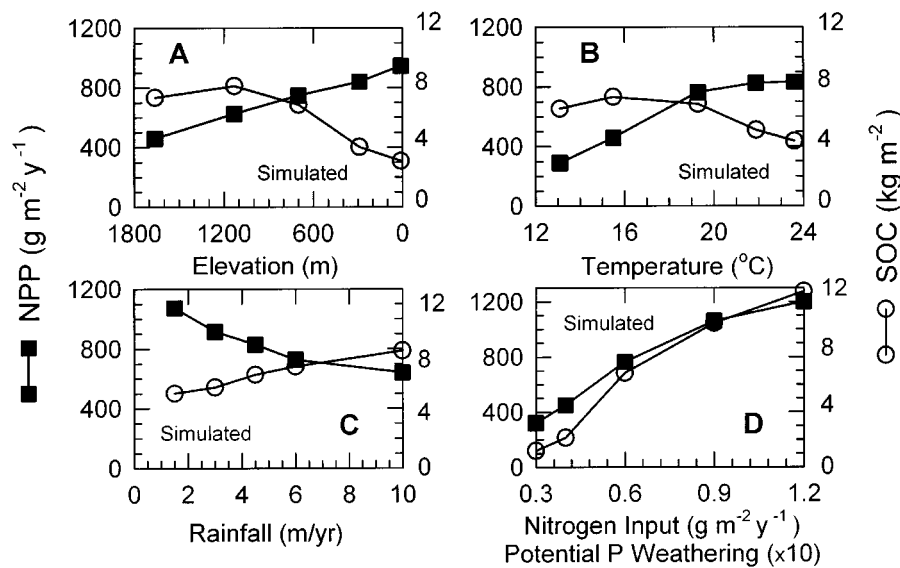 A
1200
800
400
0
12
8
4
0
Simulated
1800 1200 600 0
Elevation (m)
B
1200
800
400
0
12
8
4
0
Simulated
12 16 20 24
Temperature (°C)
NPP (g m⁻² y⁻¹)
SOC (kg m⁻²)
1200
800
400
0
12
8
4
0
Simulated
C
0 2 4 6 8 10
Rainfall (m/yr)
1200
800
400
0
12
8
4
0
Simulated
D
0.3 0.6 0.9 1.2
Nitrogen Input (g m⁻² y⁻¹)
Potential P Weathering (x10)